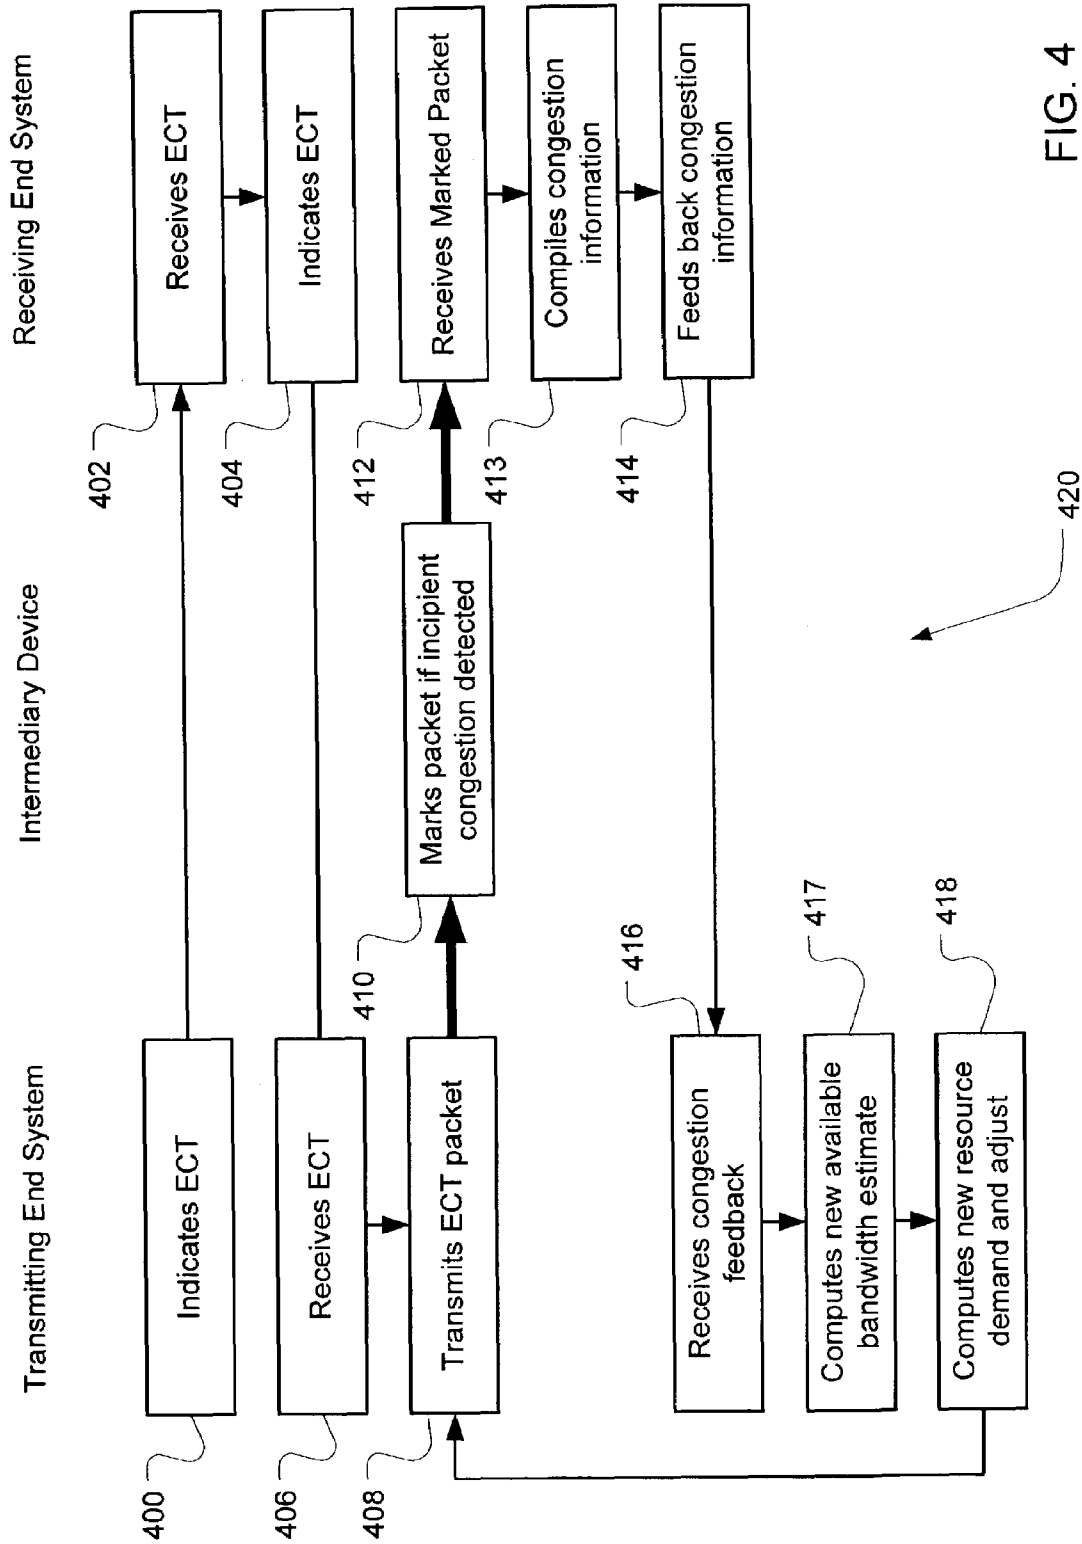 Transmitting End System
Intermediary Device
Receiving End System
400
Indicates ECT
402
Receives ECT
404
Indicates ECT
406
Receives ECT
408
Transmits ECT packet
410
Marks packet if incipient
congestion detected
412
Receives Marked Packet
413
Compiles congestion
information
414
Feeds back congestion
information
416
Receives congestion
feedback
417
Computes new available
bandwidth estimate
418
Computes new resource
demand and adjust
420
FIG. 4